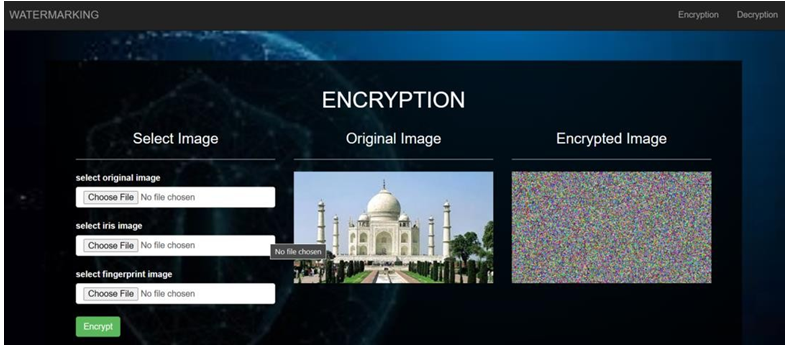 WATERMARKING
Encryption
Decryption
ENCRYPTION
Select Image
Original Image
Encrypted Image
select original image
Choose File No file chosen
select iris image
Choose File No file chosen
No file chosen
select fingerprint image
Choose File No file chosen
Encrypt